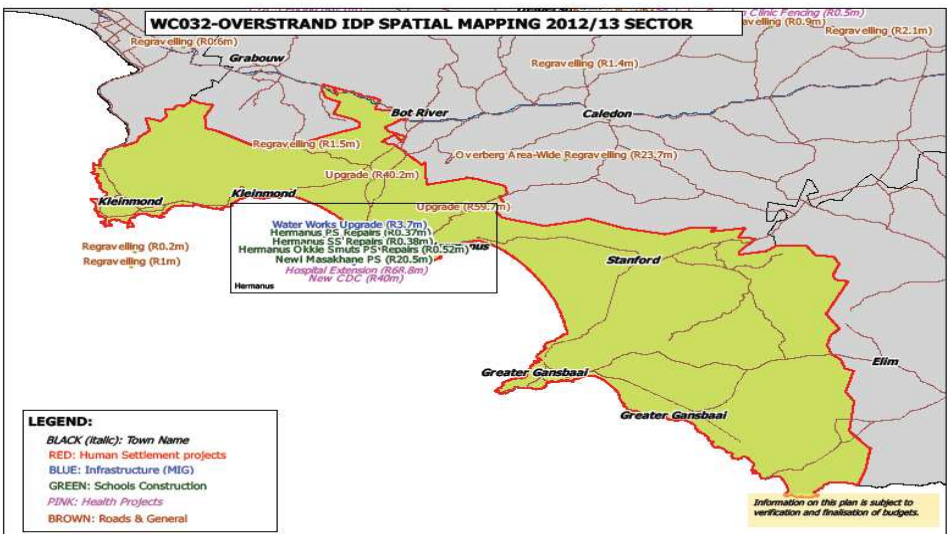 WC032-OVERSTRAND IDP SPATIAL MAPPING 2012/13 SECTOR
Clinic Fencing (R0.5m)
Regravelling (R0.6m)
(R0.9m)
Regravelling (R2.1m)
Grabouw
Regravelling (R1.4m)
Bot River
Caledon
Regravelling (R1.5m)
Overberg Area-Wide Regravelling (R23.7m)
Upgrade (R40.2m)
Kleinmond
Kleinmond
Upgrade (R59.7m)
Water Works Upgrade (R3.7m)
Hermanus PS Repairs (R0.37m)
Hermanus SS Repairs (R0.38m)
Hermanus Okkie Smuts PS Repairs (R0.52m)
Newl Masakhane PS (R20.5m)
Hospital Extension (R68.8m)
New CDC (R40m)
Hermanus
Regravelling (R0.2m)
Regravelling (R1m)
Stanford
Elim
Greater Gansbaai
Greater Gansbaai
LEGEND:
BLACK (italic): Town Name
RED: Human Settlement projects
BLUE: Infrastructure (MIG)
GREEN: Schools Construction
PINK: Health Projects
BROWN: Roads & General
Information on this plan is subject to
verification and finalisation of budgets.